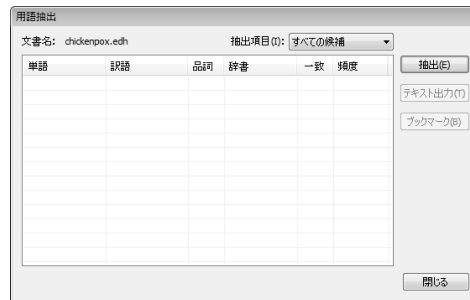 用語抽出
文書名: chickenpox.edh 抽出項目(I): すべての候補
単語 訳語 品詞 辞書 一致 頻度
抽出(E)
テキスト出力(T)
ブックマーク(B)
閉じる